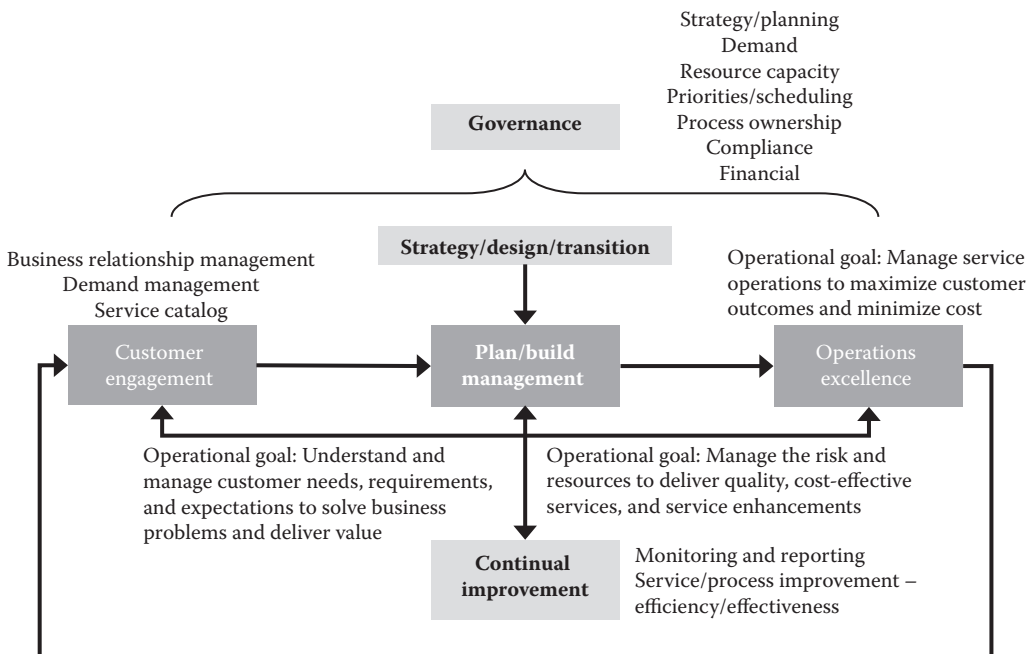 Strategy/planning
Demand
Resource capacity
Priorities/scheduling
Process ownership
Compliance
Financial
Governance
Strategy/design/transition
Business relationship management
Demand management
Service catalog
Operational goal: Manage service
operations to maximize customer
outcomes and minimize cost
Customer
engagement
Plan/build
management
Operations
excellence
Operational goal: Understand and
manage customer needs, requirements,
and expectations to solve business
problems and deliver value
Operational goal: Manage the risk and
resources to deliver quality, cost-effective
services, and service enhancements
Continual
improvement
Monitoring and reporting
Service/process improvement –
efficiency/effectiveness